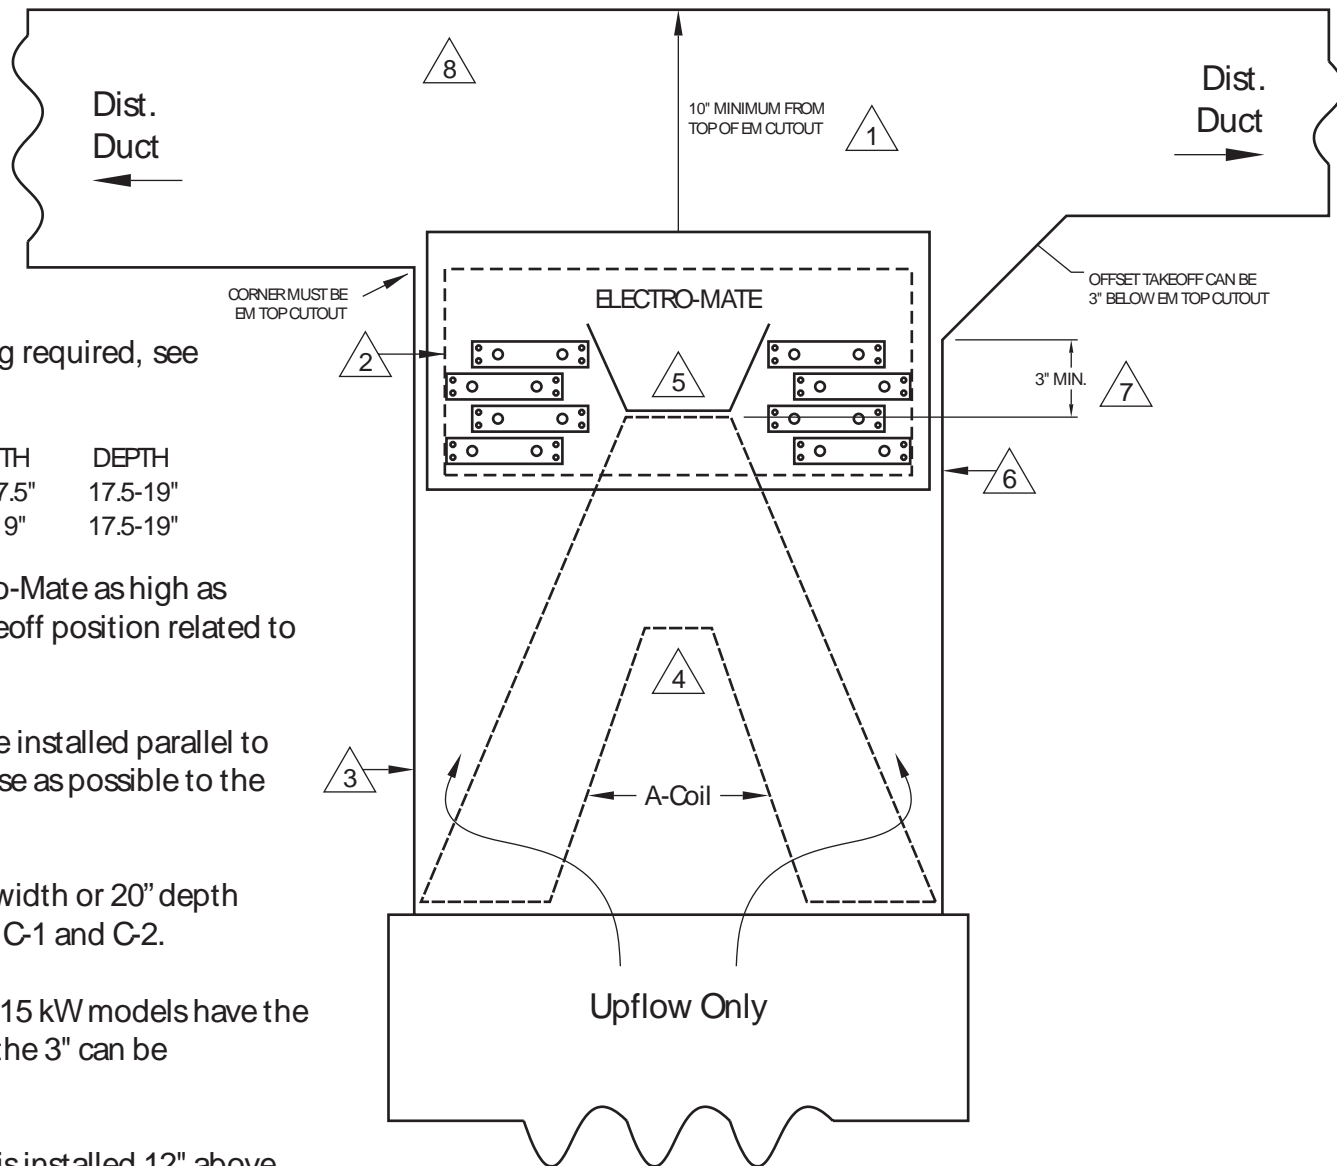 8
Dist.
Duct
10" MINIMUM FROM
TOP OF EM CUTOUT
1
Dist.
Duct
CORNER MUST BE
EM TOP CUTOUT
ELECTRO-MATE
OFFSET TAKEOFF CAN BE
3" BELOW EM TOP CUTOUT
2
5
3" MIN.
7
6
g required, see
TH DEPTH
7.5" 17.5-19"
9" 17.5-19"
o-Mate as high as
eoff position related to
4
e installed parallel to
se as possible to the
3
A-Coil
width or 20" depth
C-1 and C-2.
15 kW models have the
the 3" can be
Upflow Only
is installed 12" above